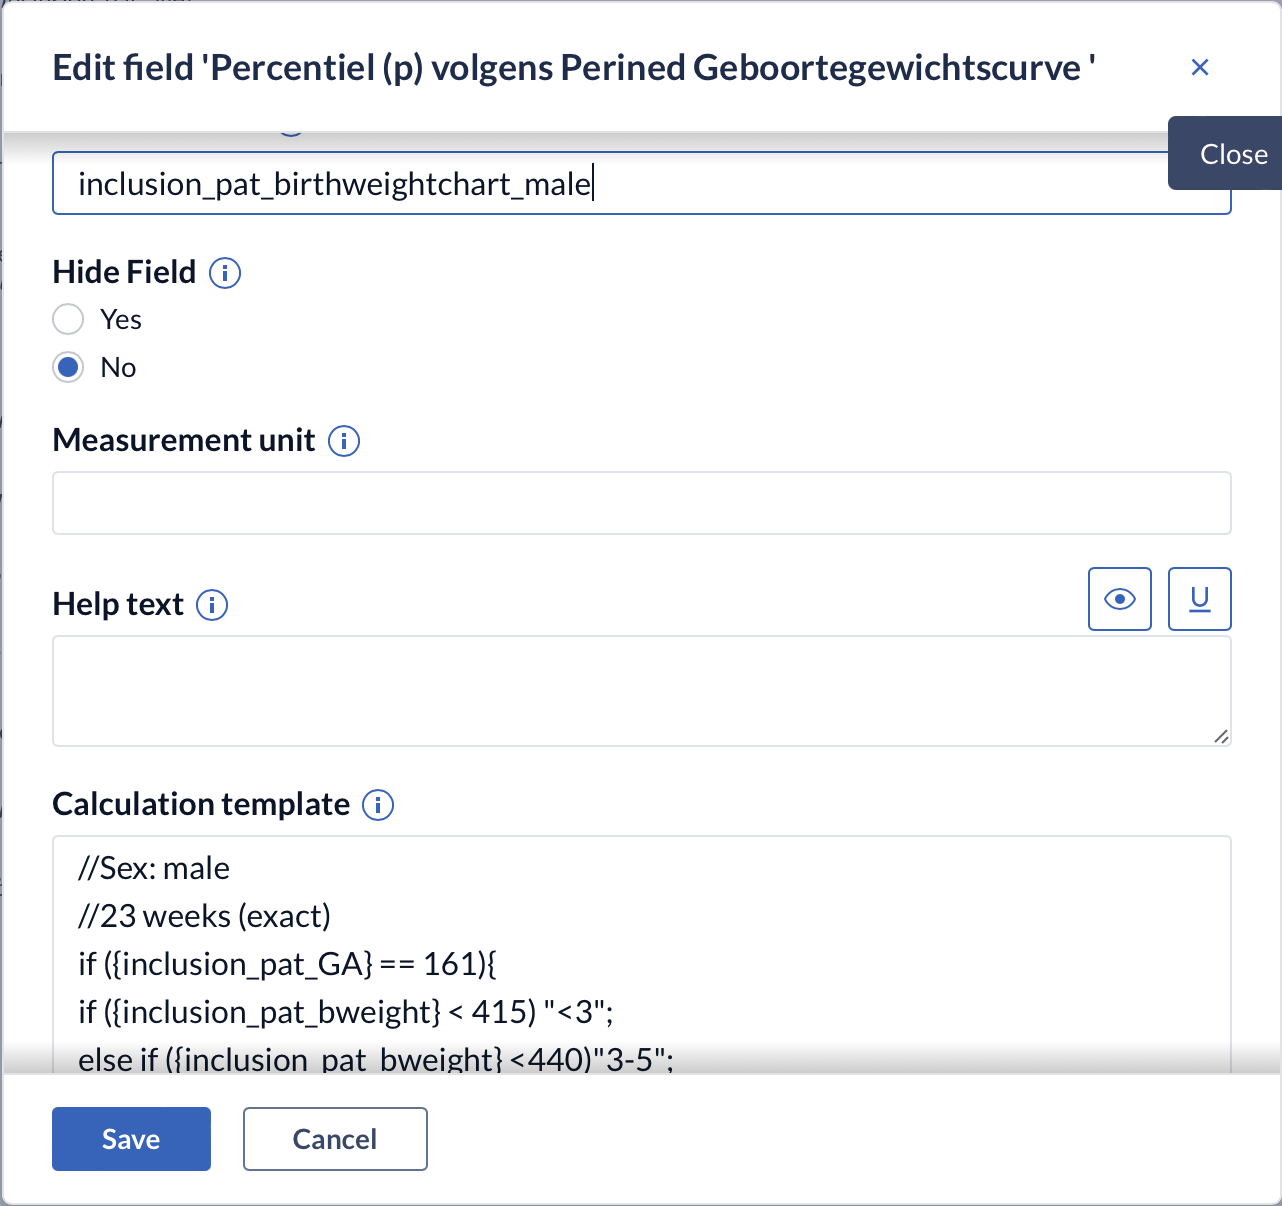 Edit field 'Percentiel (p) volgens Perined Geboortegewichtscurve '
Close
inclusion_pat_birthweightchart_male
Hide Field
Yes
No
Measurement unit
Help text
U
Calculation template
//Sex: male
//23 weeks (exact)
if ({inclusion_pat_GA} == 161){
if ({inclusion_pat_bweight} < 415) "<3";
else if ({inclusion_pat_bweight} <440)"3-5";
Save
Cancel